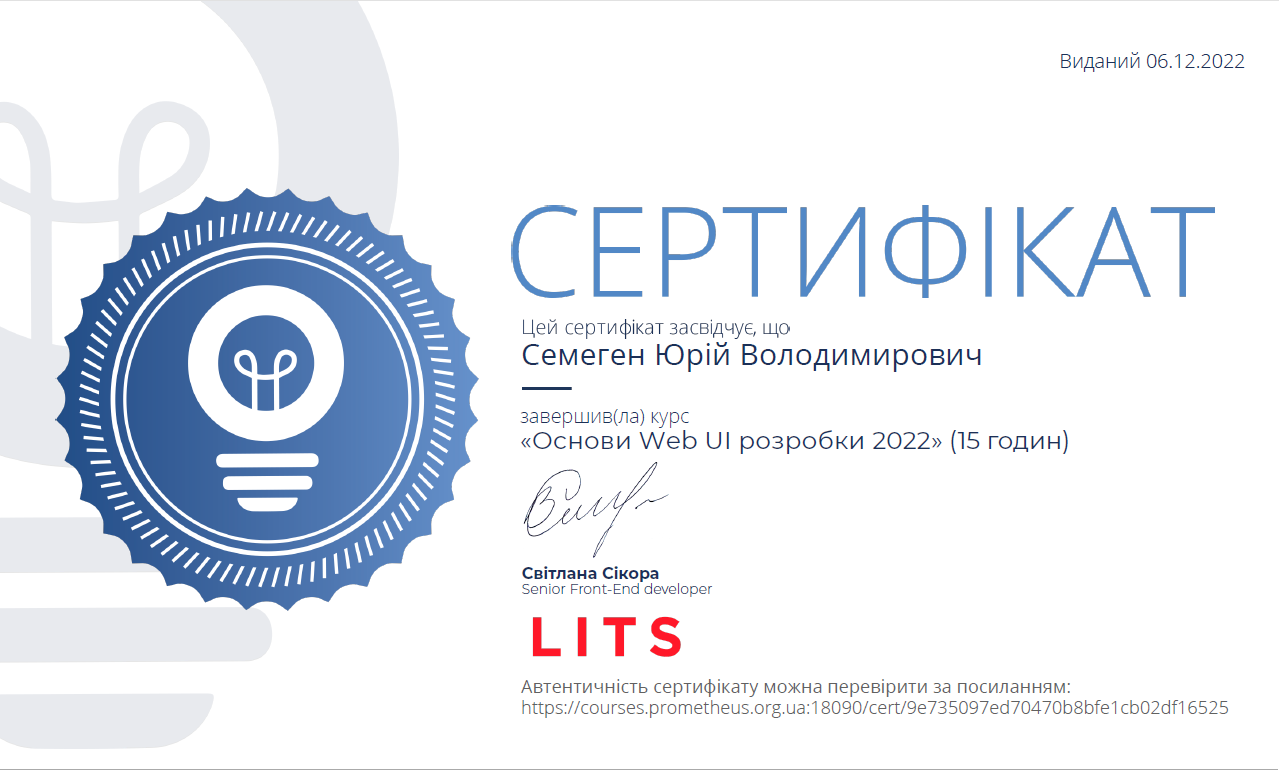 Виданий 06.12.2022
СЕРТИФІКАТ
Цей сертифікат засвідчує, що
Семеген Юрій Володимирович
завершив(ла) курс
«Основи Web UI розробки 2022» (15 годин)
Світлана Сікора
Senior Front-End developer
LITS
Автентичність сертифікату можна перевірити за посиланням:
https://courses.prometheus.org.ua:18090/cert/9e735097ed70470b8bfe1cb02df16525